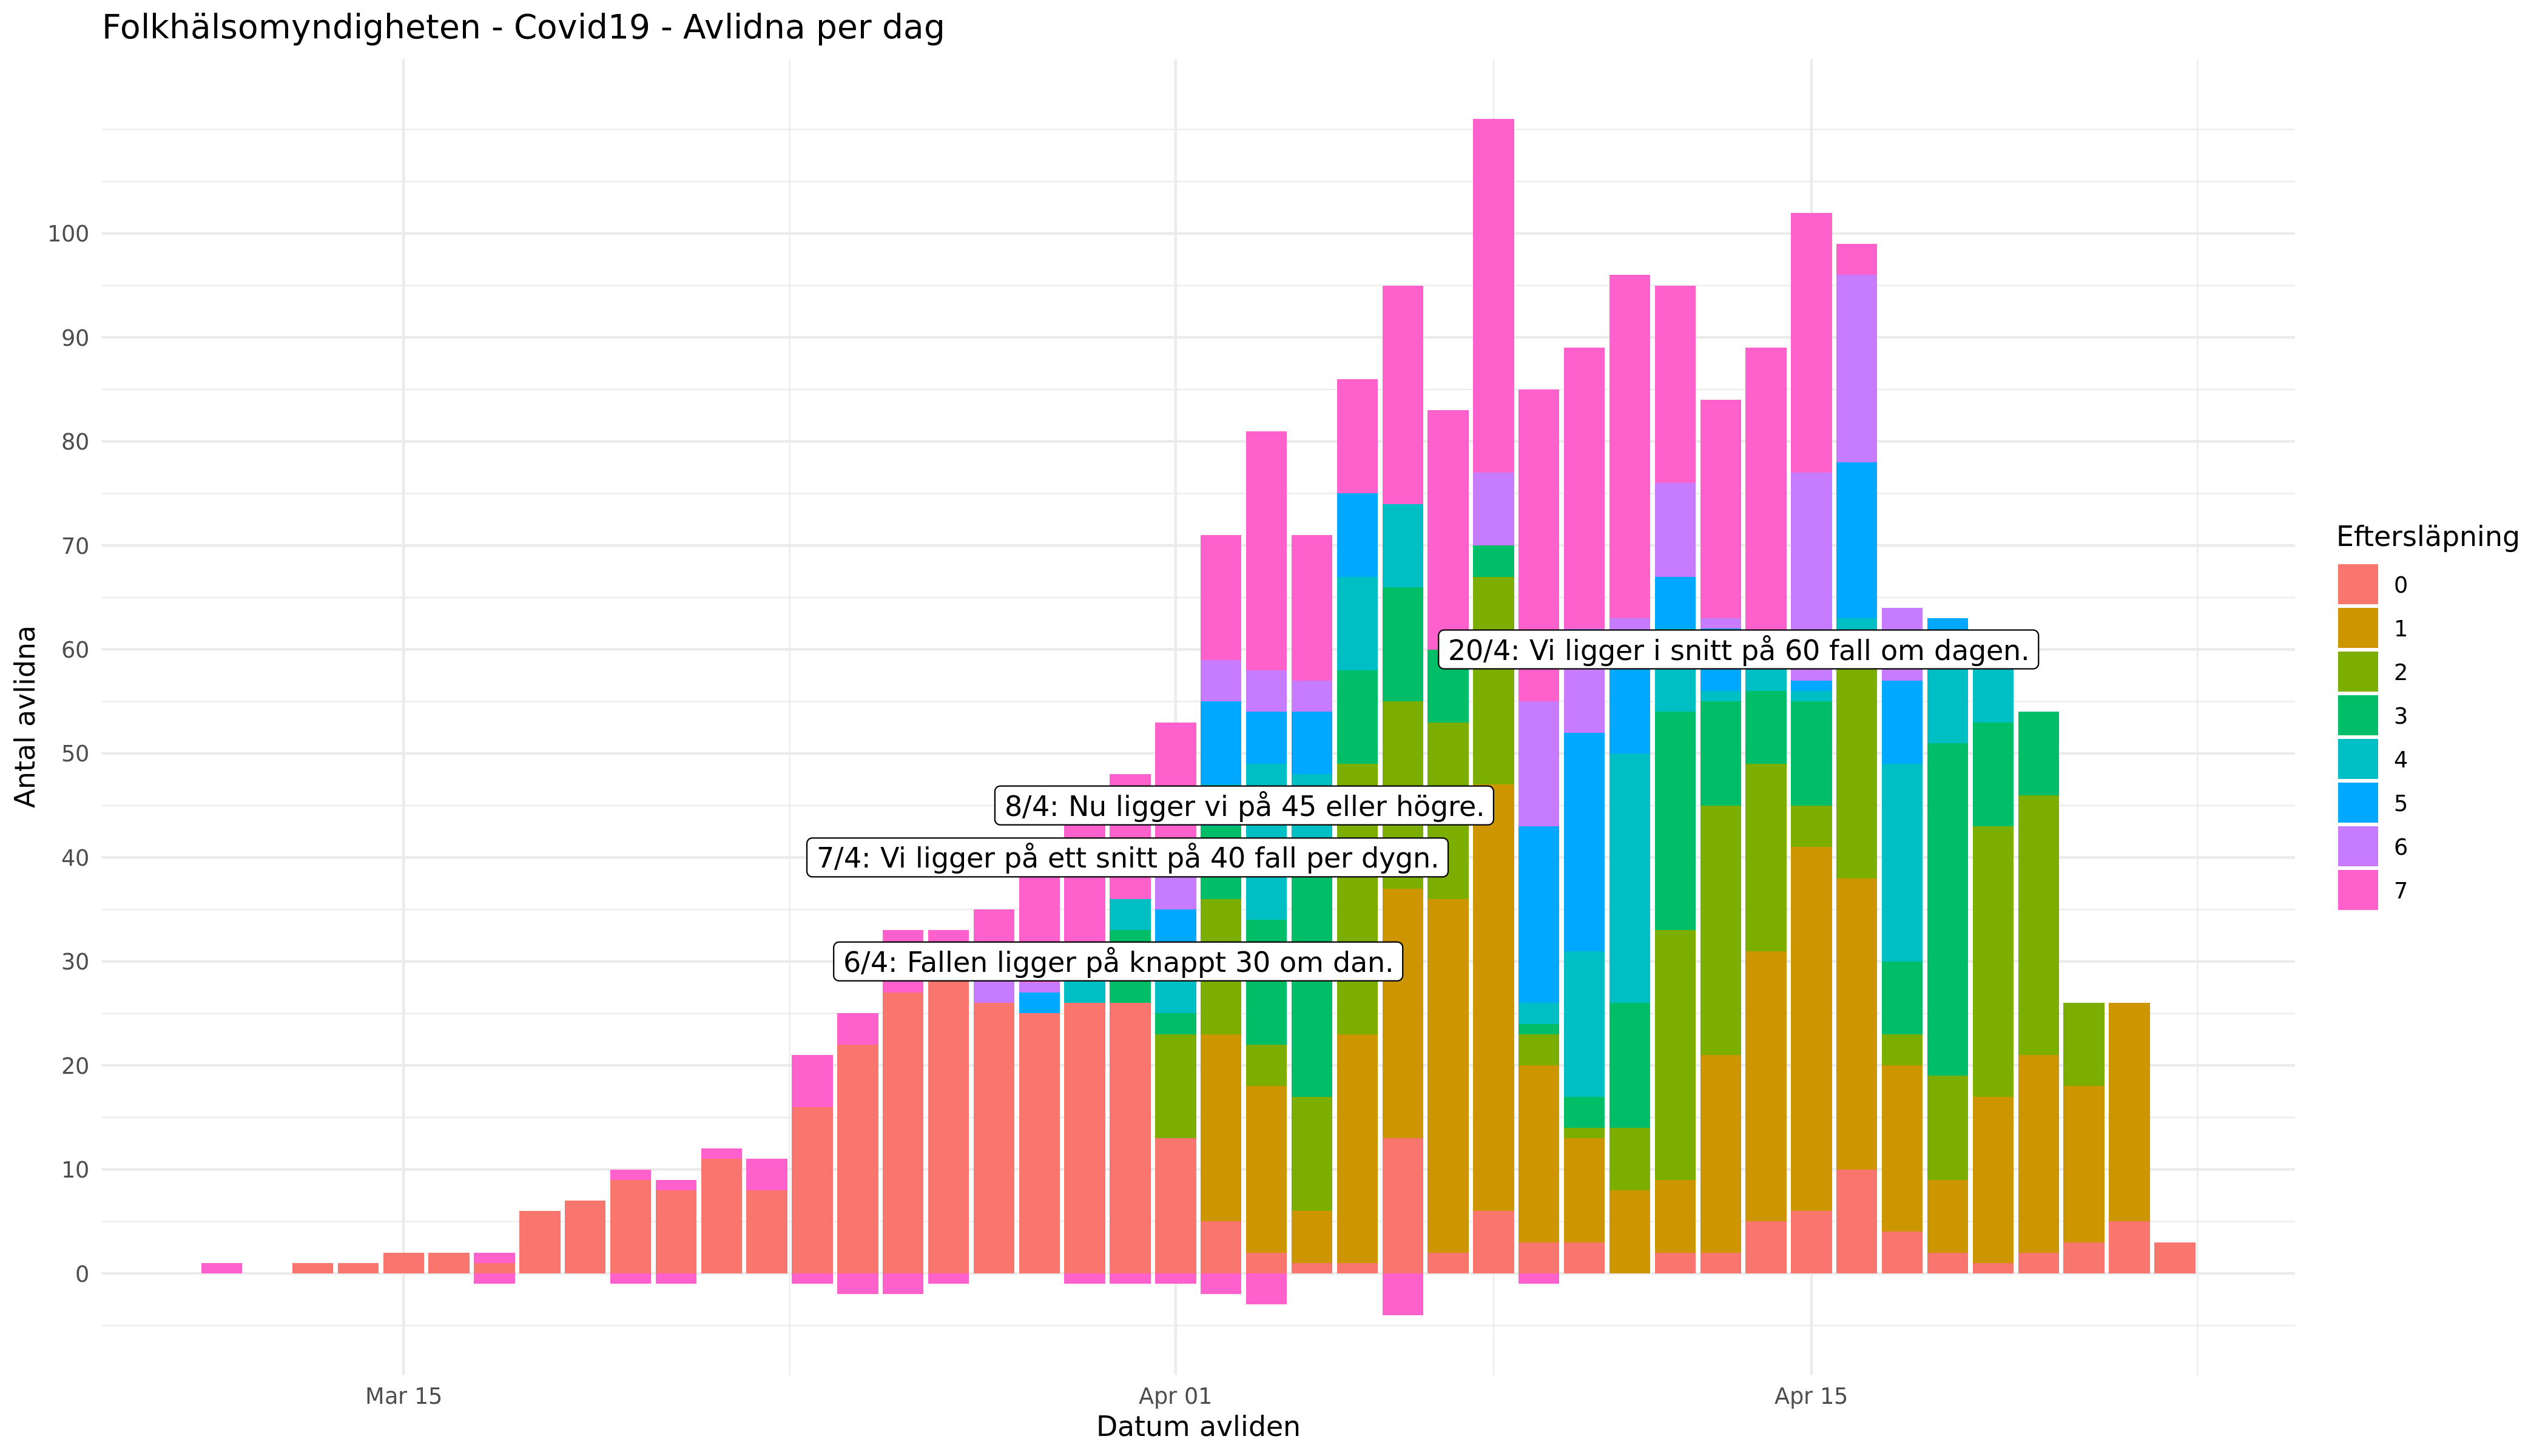 Folkhälsomyndigheten - Covid19 - Avlidna per dag
Antal avlidna
100
90
80
70
60
50
40
30
20
10
0
20/4: Vi ligger i snitt på 60 fall om dagen.
8/4: Nu ligger vi på 45 eller högre.
7/4: Vi ligger på ett snitt på 40 fall per dygn.
6/4: Fallen ligger på knappt 30 om dan.
Mar 15
Apr 01
Apr 15
Datum avliden
Eftersläpning
0
1
2
3
4
5
6
7